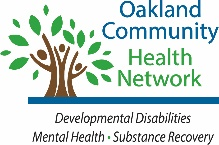 Oakland
Community
Health
Network
Developmental Disabilities
Mental Health • Substance Recovery